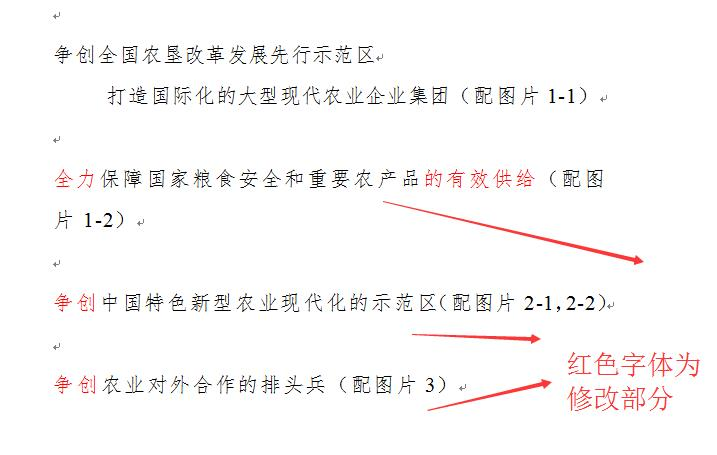 争创全国农垦改革发展先行示范区
打造国际化的大型现代农业企业集团（配图片 1-1）
全力保障国家粮食安全和重要农产品的有效供给（配图
片 1-2）
争创中国特色新型农业现代化的示范区（配图片 2-1，2-2）
争创农业对外合作的排头兵（配图片 3）
红色字体为
修改部分